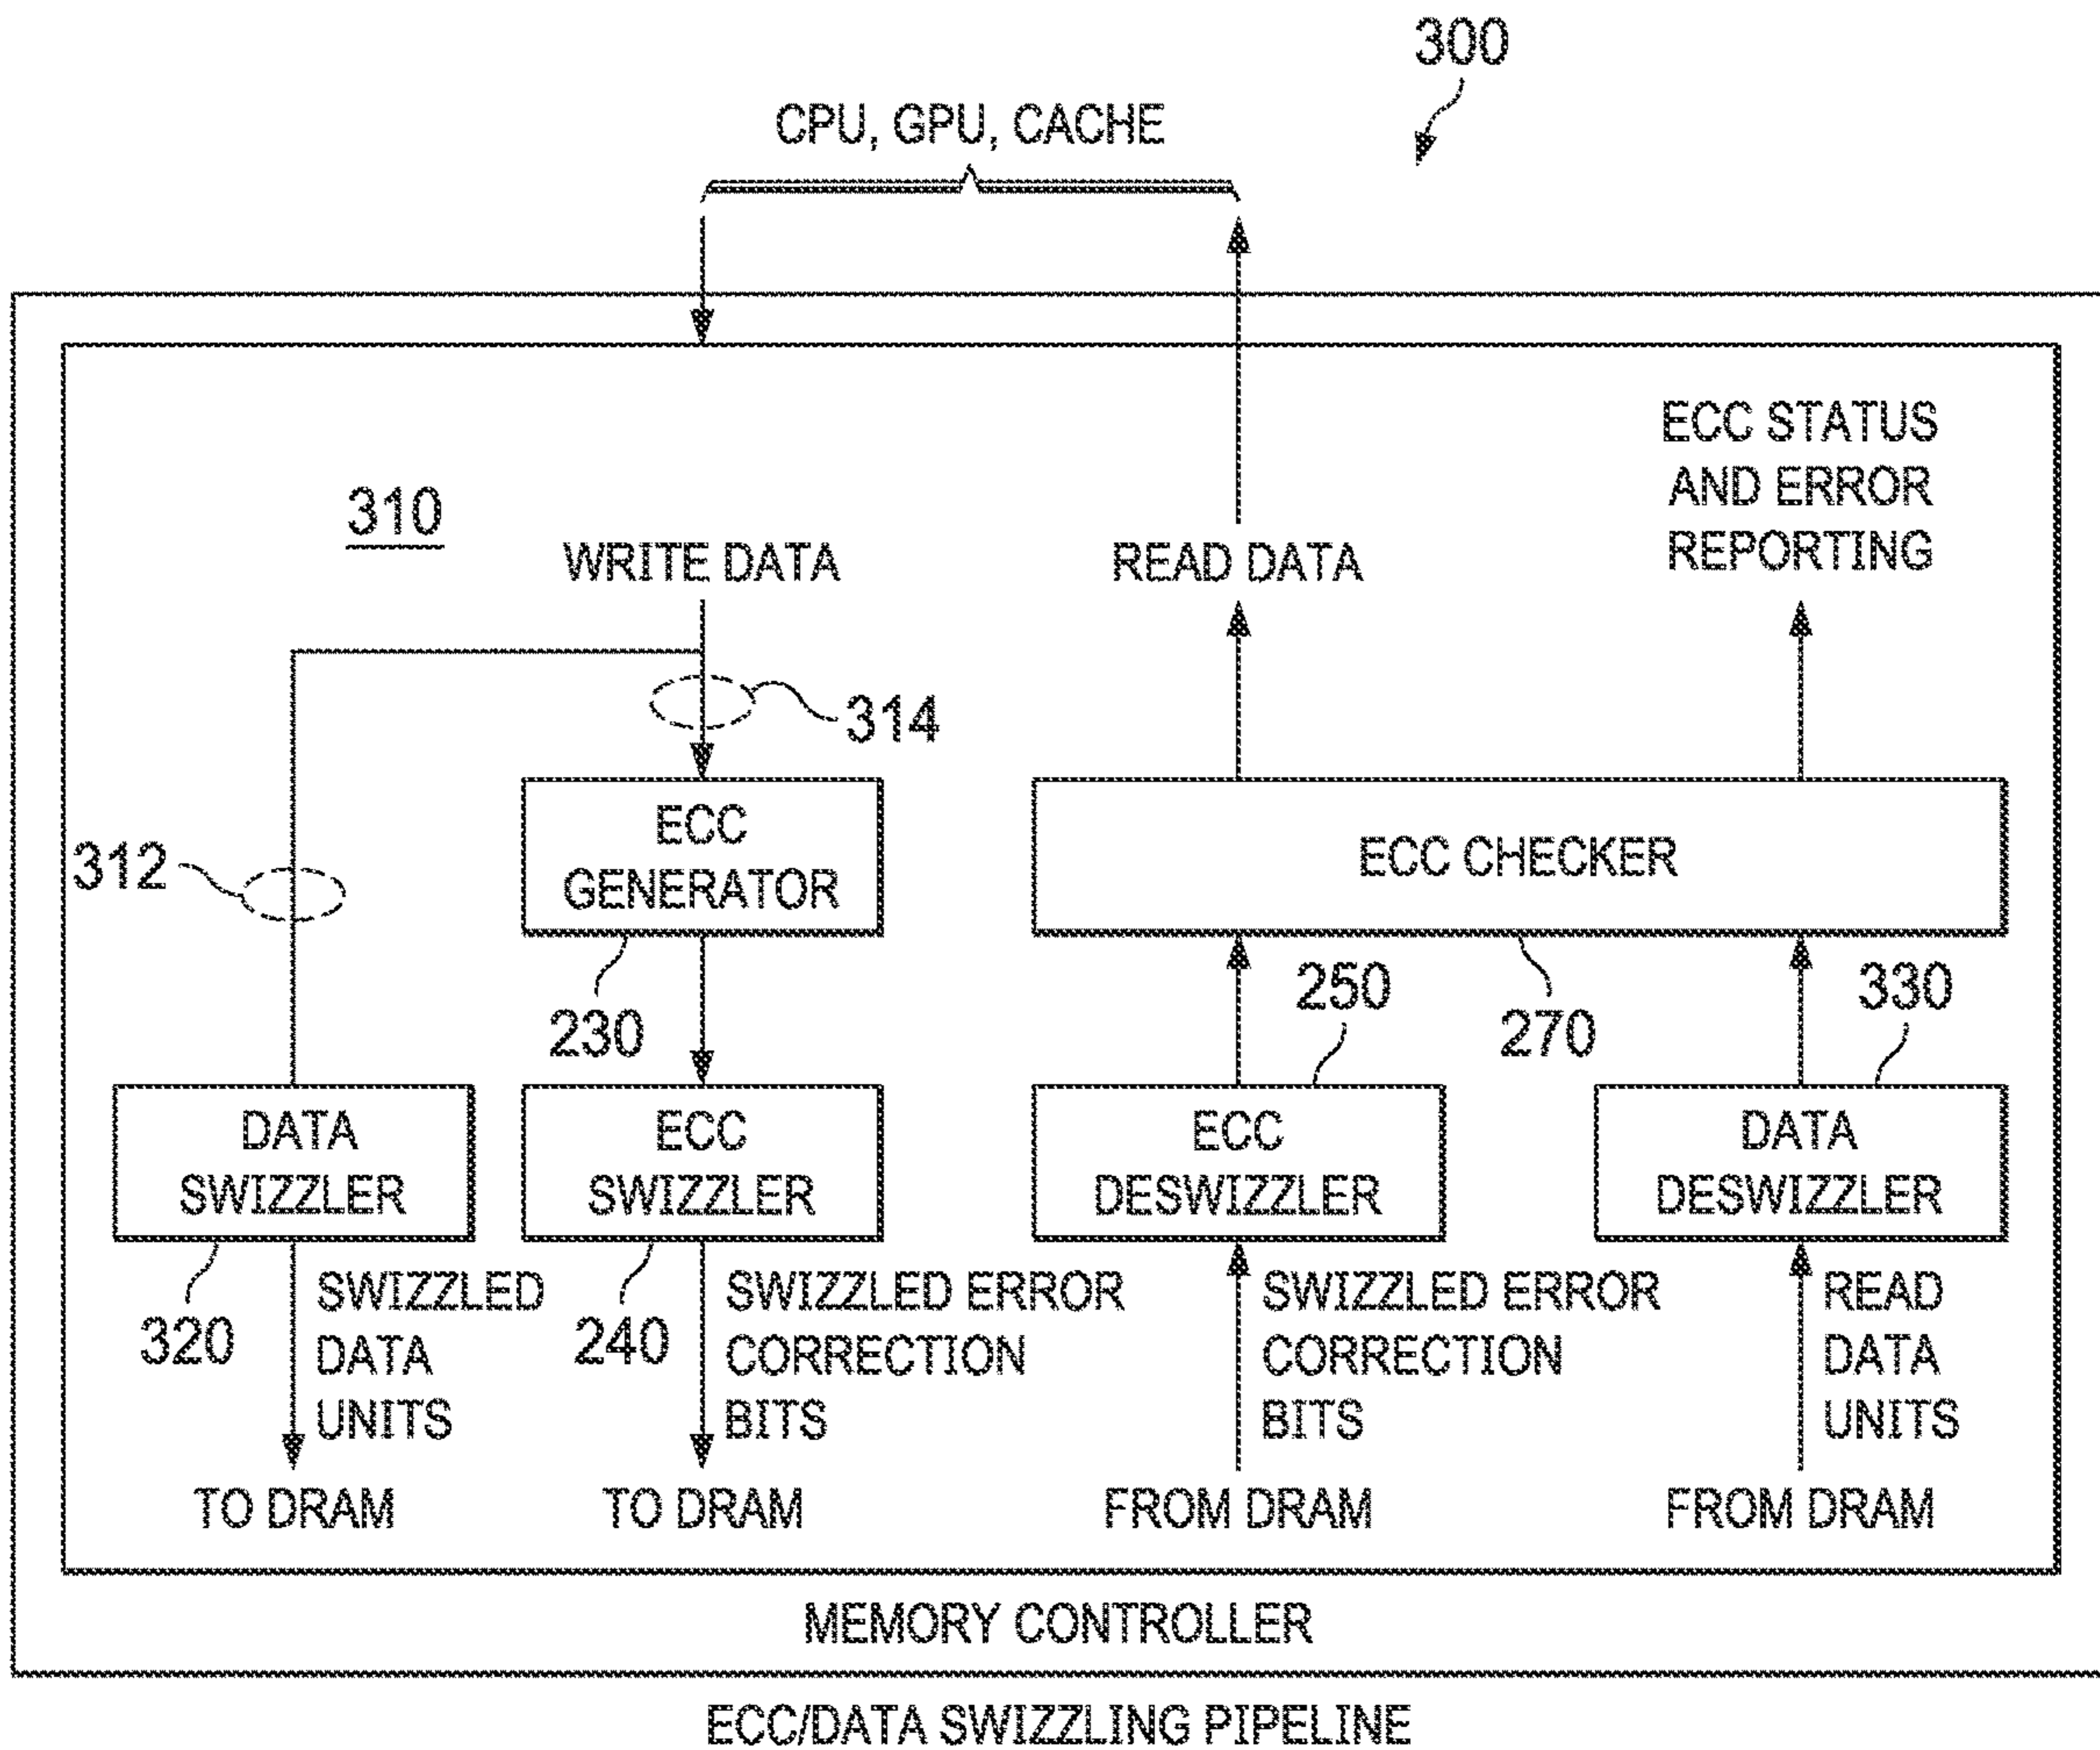 300
CPU, GPU, CACHE
310
WRITE DATA
READ DATA
ECC STATUS
AND ERROR
REPORTING
314
312
ECC
GENERATOR
230
ECC CHECKER
270
250
330
DATA
SWIZZLER
320
ECC
SWIZZLER
240
ECC
DESWIZZLER
DATA
DESWIZZLER
SWIZZLED
DATA
UNITS
SWIZZLED ERROR
CORRECTION
BITS
SWIZZLED ERROR
CORRECTION
BITS
READ
DATA
UNITS
TO DRAM
TO DRAM
FROM DRAM
FROM DRAM
MEMORY CONTROLLER
ECC/DATA SWIZZLING PIPELINE